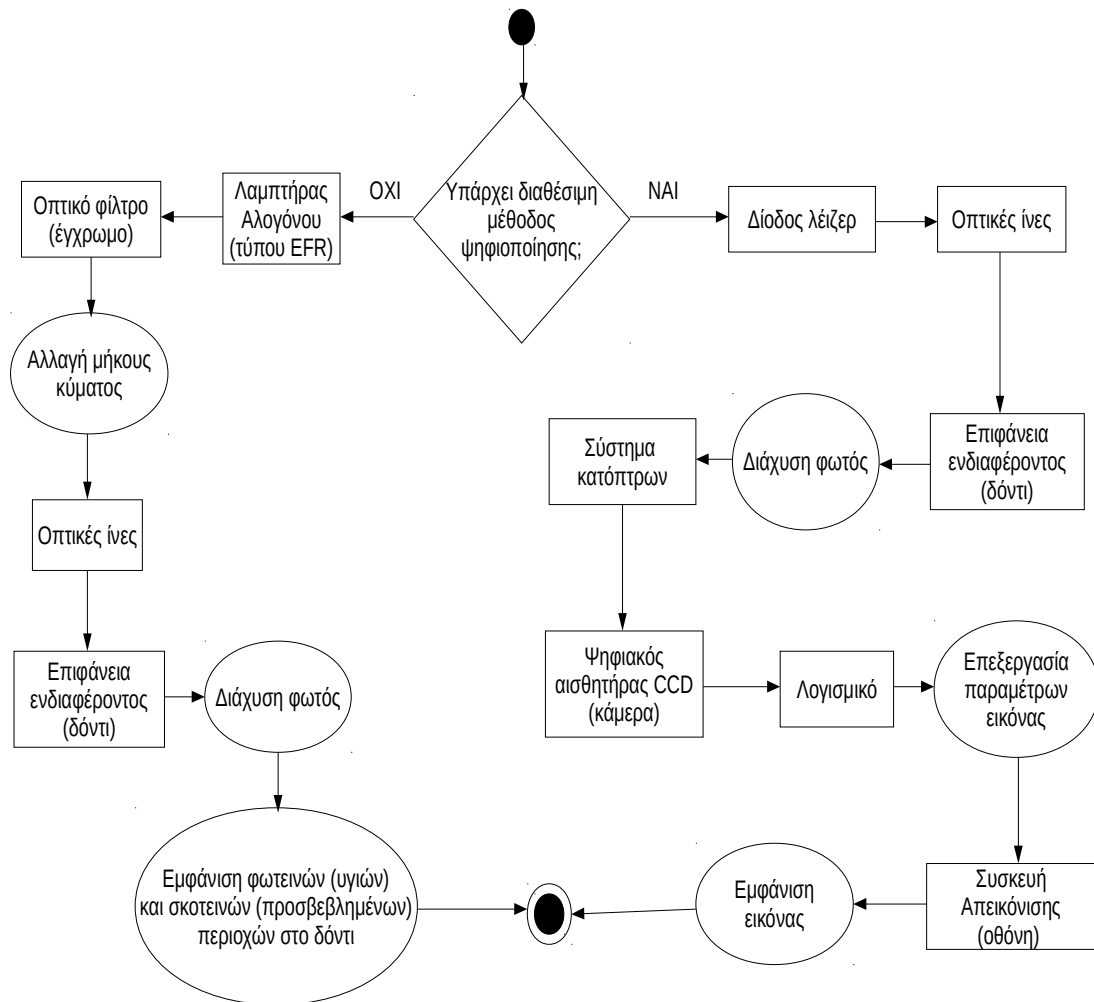 Υπάρχει διαθέσιμη
μέθοδος
ψηφιοποίησης;
ΟΧΙ
ΝΑΙ
Λαμπτήρας
Αλογόνου
(τύπου EFR)
Οπτικό φίλτρο
(έγχρωμο)
Αλλαγή μήκους
κύματος
Οπτικές ίνες
Επιφάνεια
ενδιαφέροντος
(δόντι)
Διάχυση φωτός
Εμφάνιση φωτεινών (υγιών)
και σκοτεινών (προσβεβλημένων)
περιοχών στο δόντι
Δίοδος λέιζερ
Οπτικές ίνες
Επιφάνεια
ενδιαφέροντος
(δόντι)
Διάχυση φωτός
Σύστημα
κατόπτρων
Ψηφιακός
αισθητήρας CCD
(κάμερα)
Λογισμικό
Επεξεργασία
παραμέτρων
εικόνας
Συσκευή
Απεικόνισης
(οθόνη)
Εμφάνιση
εικόνας